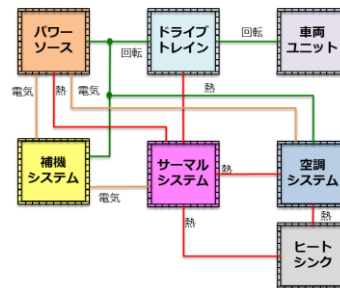 パワー
ソース
ドライブ
トレイン
車両
ユニット
回転
回転
電気
熱
電気
熱
補機
システム
サーマル
システム
空調
システム
熱
電気
熱
熱
ヒート
シンク